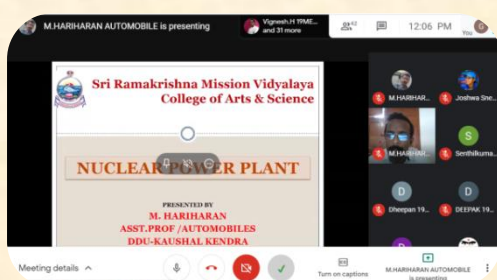 M.HARIHARAN AUTOMOBILE is presenting
Vignesh.H 19ME...
and 31 more
42
12:06 PM
You
G
Sri Ramakrishna Mission Vidyalaya
College of Arts & Science
NUCLEAR POWER PLANT
PRESENTED BY
M. HARIHARAN
ASST.PROF /AUTOMOBILES
DDU-KAUSHAL KENDRA
M.HARIHAR...
Joshwa Sne...
M.HARIHAR...
S
Senthilkuma...
D
Dheepan 19...
D
DEEPAK 19...
D
Meeting details
Turn on captions
M.HARIHARAN AUTOMOBILE
is presenting